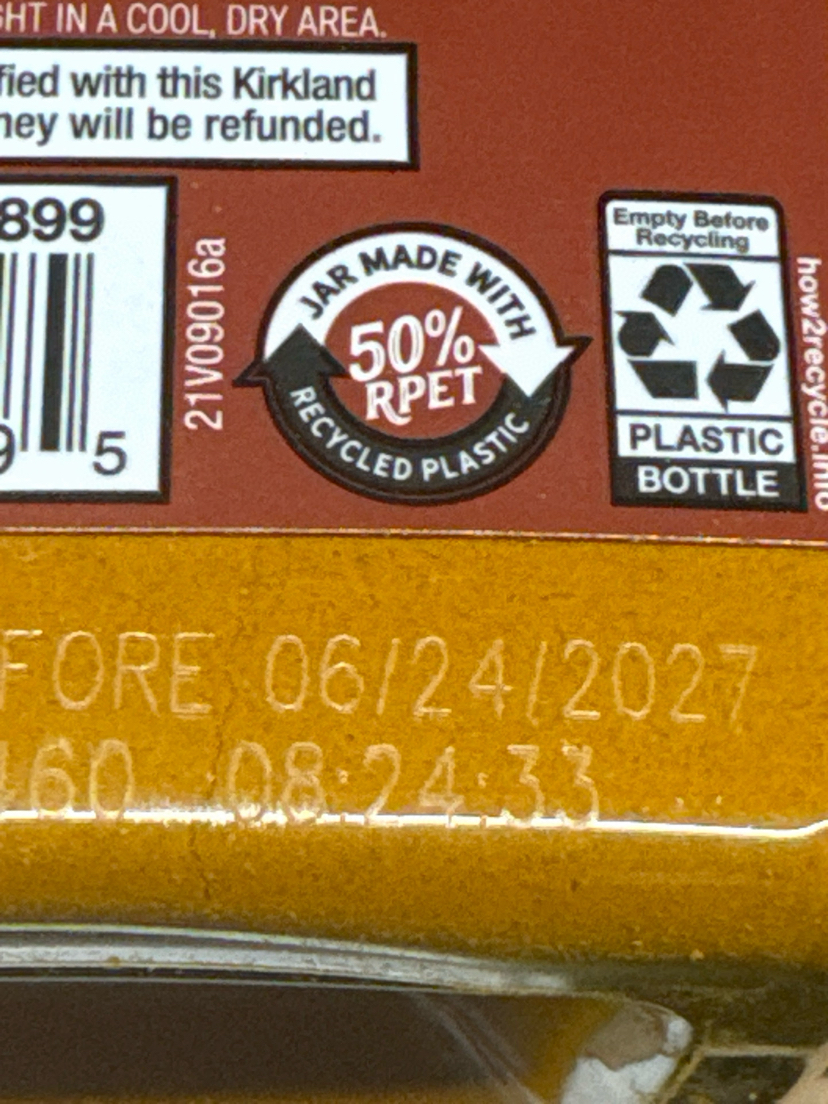 GHT IN A COOL, DRY AREA.
fied with this Kirkland
ney will be refunded.
899
9 5
21V09016a
JAR MADE WITH
50%
RPET
RECYCLED PLASTIC
Empty Before
Recycling
PLASTIC
BOTTLE
how2recycle.info
FORE 06/24/2027
460 08:24:33